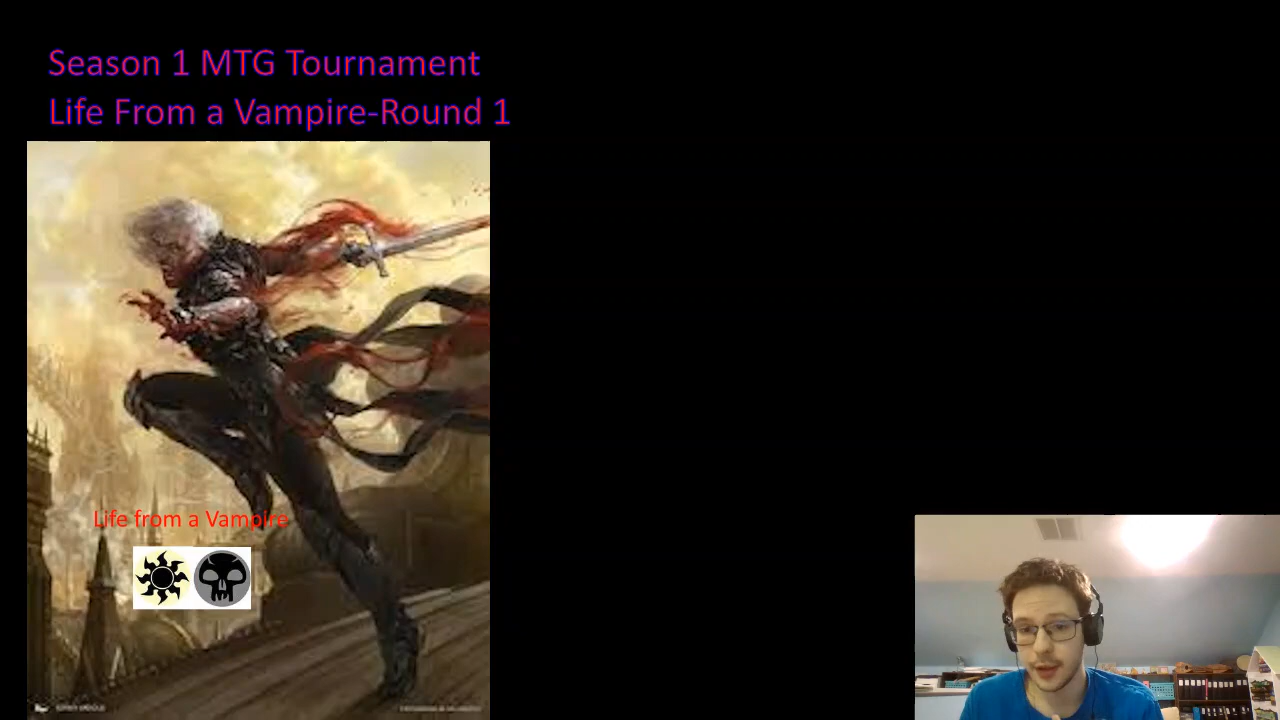 Season 1 MTG Tournament
Life From a Vampire-Round 1
Life from a Vampire